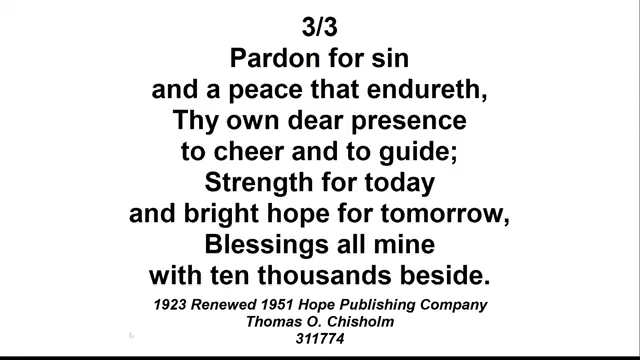 3/3
Pardon for sin
and a peace that endureth,
Thy own dear presence
to cheer and to guide;
Strength for today
and bright hope for tomorrow,
Blessings all mine
with ten thousands beside.
1923 Renewed 1951 Hope Publishing Company
Thomas O. Chisholm
311774